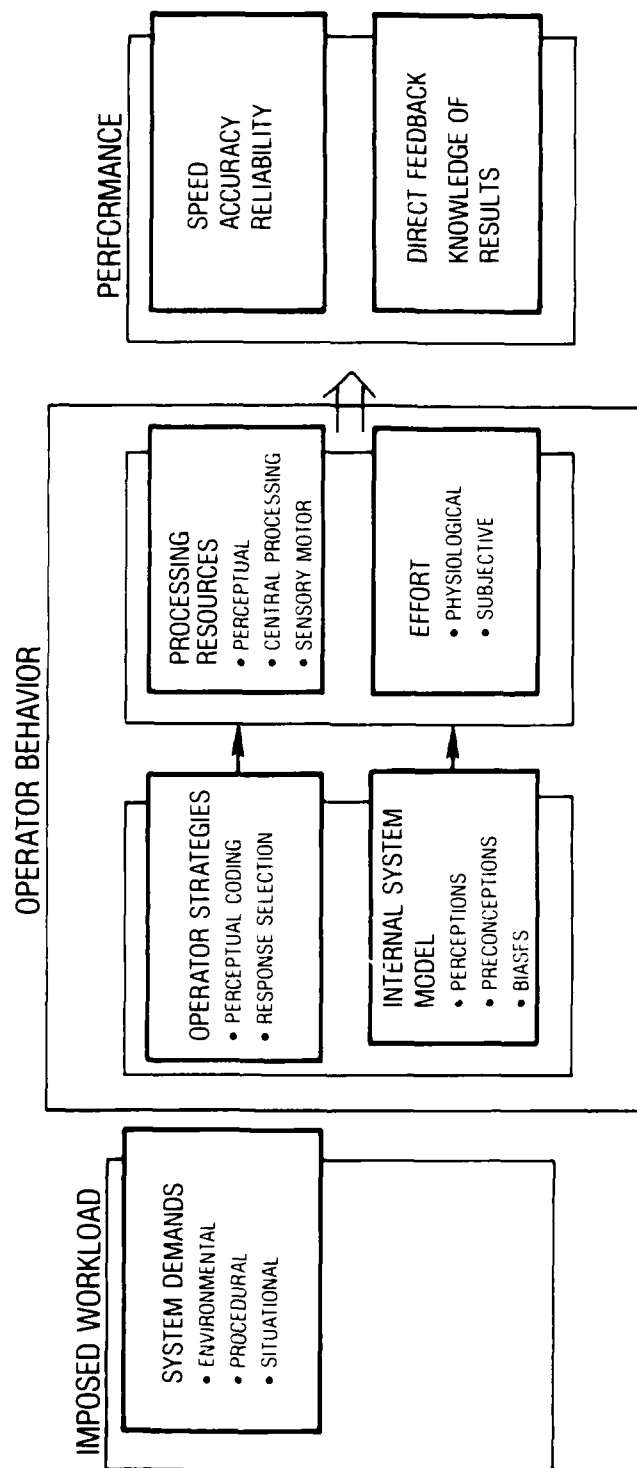 IMPOSED WORKLOAD
SYSTEM DEMANDS
• ENVIRONMENTAL
• PROCEDURAL
• SITUATIONAL
OPERATOR BEHAVIOR
OPERATOR STRATEGIES
• PERCEPTUAL CODING
• RESPONSE SELECTION
INTERNAL SYSTEM
MODEL
• PERCEPTIONS
• PRECONCEPTIONS
• BIASES
PROCESSING
RESOURCES
• PERCEPTUAL
• CENTRAL PROCESSING
• SENSORY MOTOR
EFFORT
• PHYSIOLOGICAL
• SUBJECTIVE
PERFORMANCE
SPEED
ACCURACY
RELIABILITY
DIRECT FEEDBACK
KNOWLEDGE OF
RESULTS